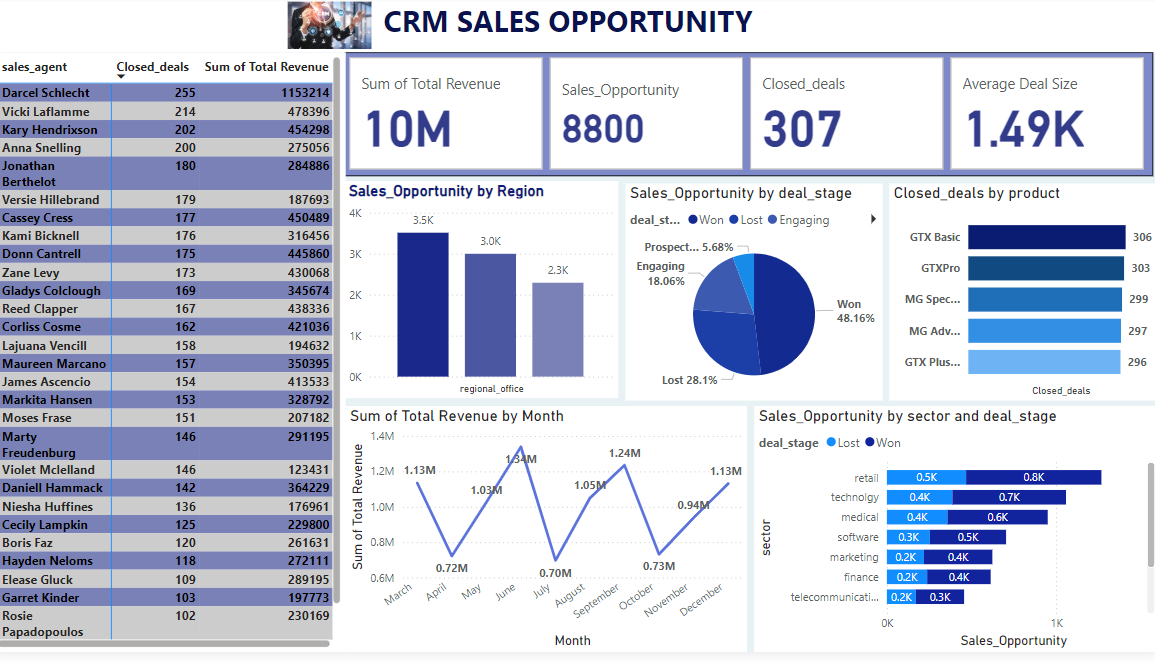 CRM SALES OPPORTUNITY
sales_agent Closed_deals Sum of Total Revenue
Darcel Schlecht 255 1153214
Vicki Laflamme 214 478396
Kary Hendrixson 202 454298
Anna Snelling 200 275056
Jonathan Berthelot 180 284886
Versie Hillebrand 179 187693
Cassey Cress 177 450489
Kami Bicknell 176 316456
Donn Cantrell 175 445860
Zane Levy 173 430068
Gladys Colclough 169 345674
Reed Clapper 167 438336
Corliss Cosme 162 421036
Lajuana Vencill 158 194632
Maureen Marcano 157 350395
James Ascencio 154 413533
Markita Hansen 153 328792
Moses Frase 151 207182
Marty Freudenburg 146 291195
Violet Mclelland 146 123431
Daniell Hammack 142 364229
Niesha Huffines 136 176961
Cecily Lampkin 125 229800
Boris Faz 120 261631
Hayden Neloms 118 272111
Elease Gluck 109 289195
Garret Kinder 103 197773
Rosie Papadopoulos 102 230169
Sum of Total Revenue
10M
Sales_Opportunity
8800
Closed_deals
307
Average Deal Size
1.49K
Sales_Opportunity by Region
4K
3K
2K
1K
0K
3.5K
3.0K
2.3K
regional_office
Sales_Opportunity by deal_stage
deal_st... Won Lost Engaging
Prospect... 5.68%
Engaging
18.06%
Won
48.16%
Lost 28.1%
Closed_deals by product
GTX Basic 306
GTXPro 303
MG Spec... 299
MG Adv... 297
GTX Plus... 296
Closed_deals
Sum of Total Revenue by Month
Sum of Total Revenue
1.4M
1.2M
1.0M
0.8M
0.6M
1.13M
0.72M
1.03M
1.34M
0.70M
1.05M
1.24M
0.73M
0.94M
1.13M
March
April
May
June
July
August
September
October
November
December
Month
Sales_Opportunity by sector and deal_stage
deal_stage Lost Won
sector
retail 0.5K 0.8K
technolgy 0.4K 0.7K
medical 0.4K 0.6K
software 0.3K 0.5K
marketing 0.2K 0.4K
finance 0.2K 0.4K
telecommunicati... 0.2K 0.3K
0K 1K
Sales_Opportunity